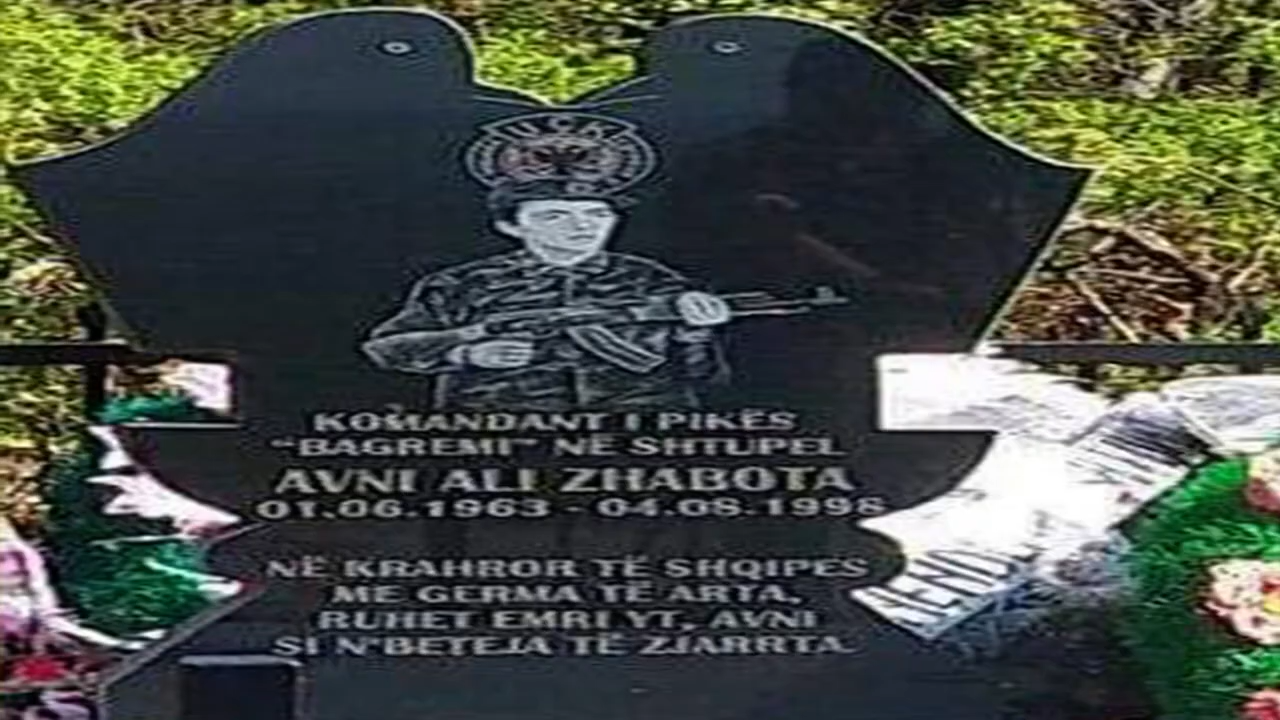 UÇK
KOMANDANT I PIKËS
“BAGREMI” NË SHTUPEL
AVNI ALI ZHABOTA
01.06.1963 - 04.08.1998
NË KRAHROR TË SHQIPES
ME GERMA TË ARTA,
RUHET EMRI YT, AVNI
SI N'BETEJA TË ZJARRTA.